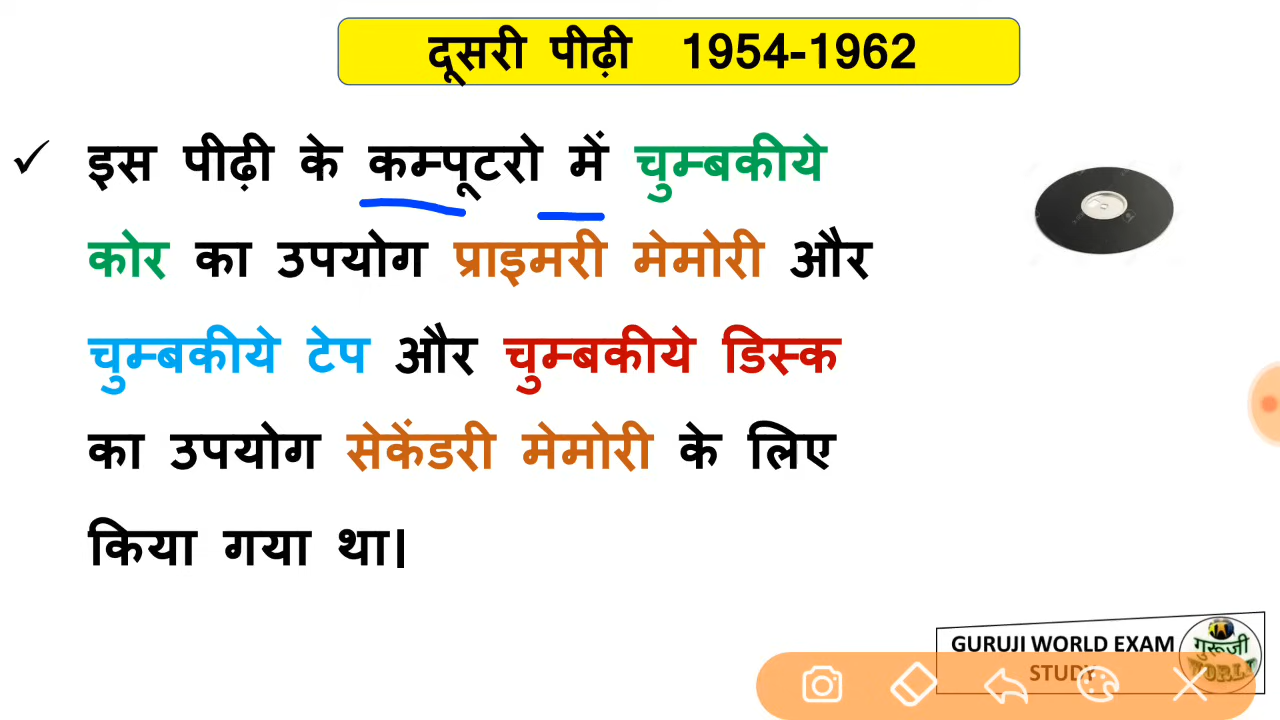 दूसरी पीढ़ी 1954-1962
✓ इस पीढ़ी के कम्पूटरो में चुम्बकीये
कोर का उपयोग प्राइमरी मेमोरी और
चुम्बकीये टेप और चुम्बकीये डिस्क
का उपयोग सेकेंडरी मेमोरी के लिए
किया गया था।
GURUJI WORLD EXAM
STUDY
गुरूजी
WORLD